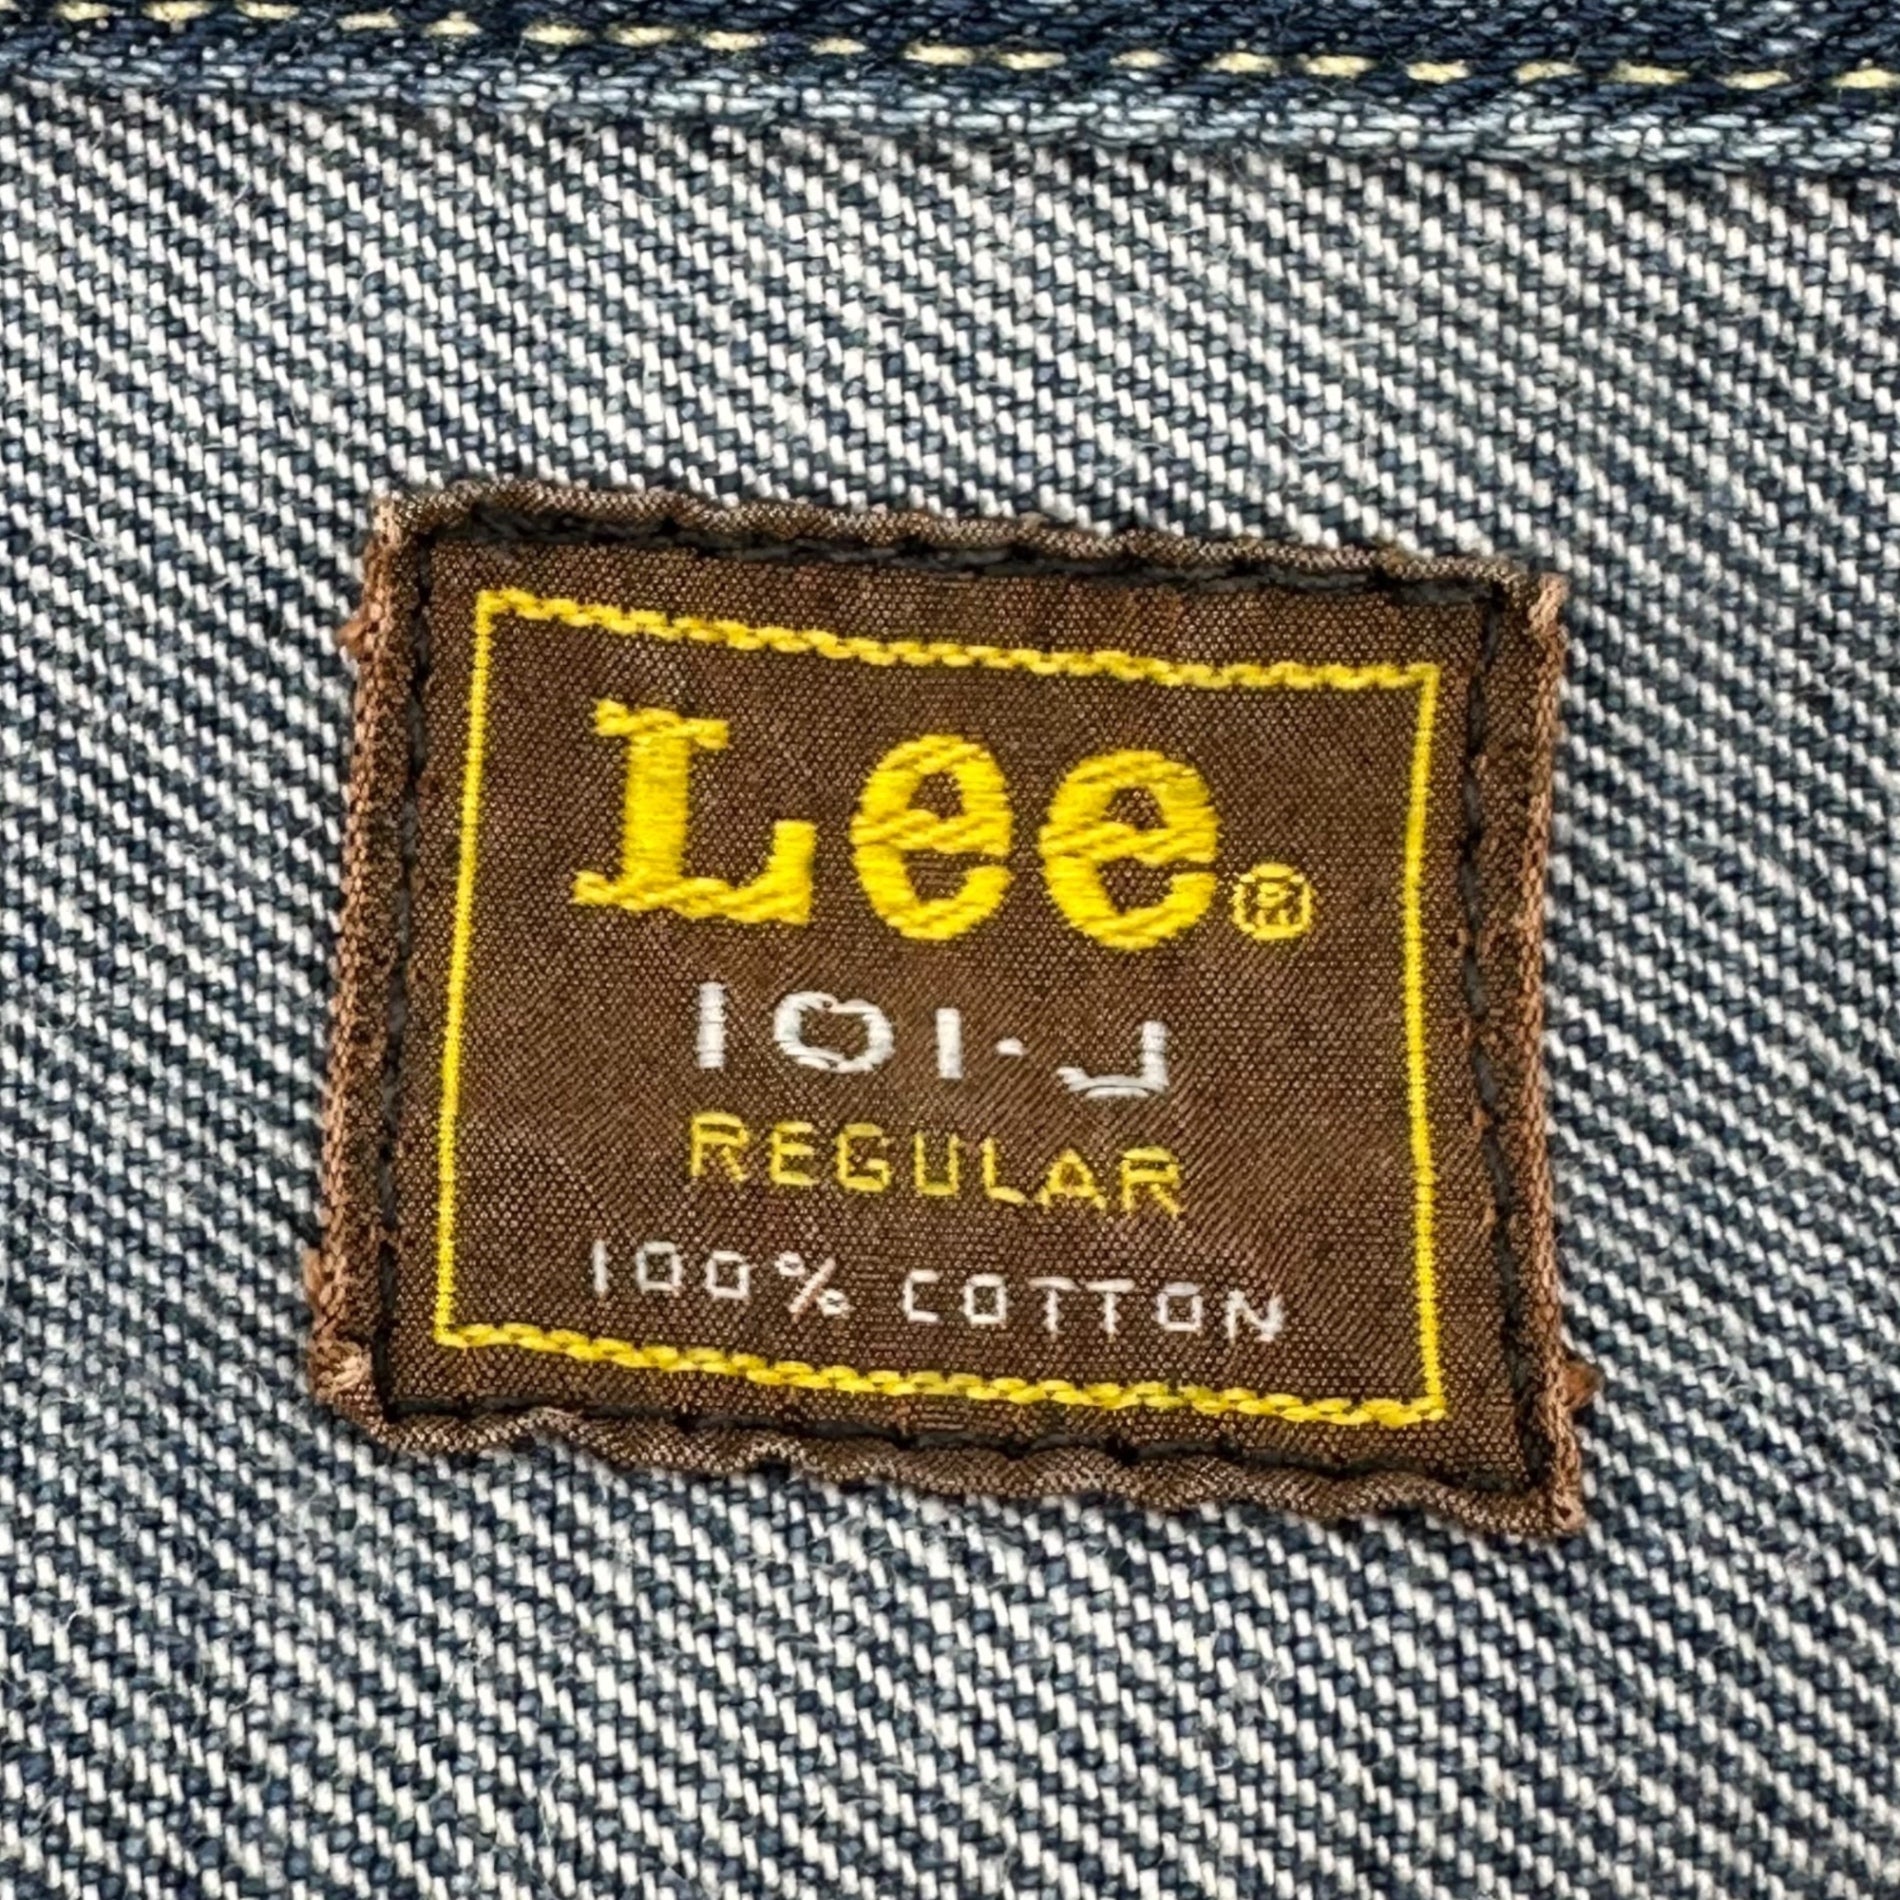 Lee®
101-J
REGULAR
100% COTTON